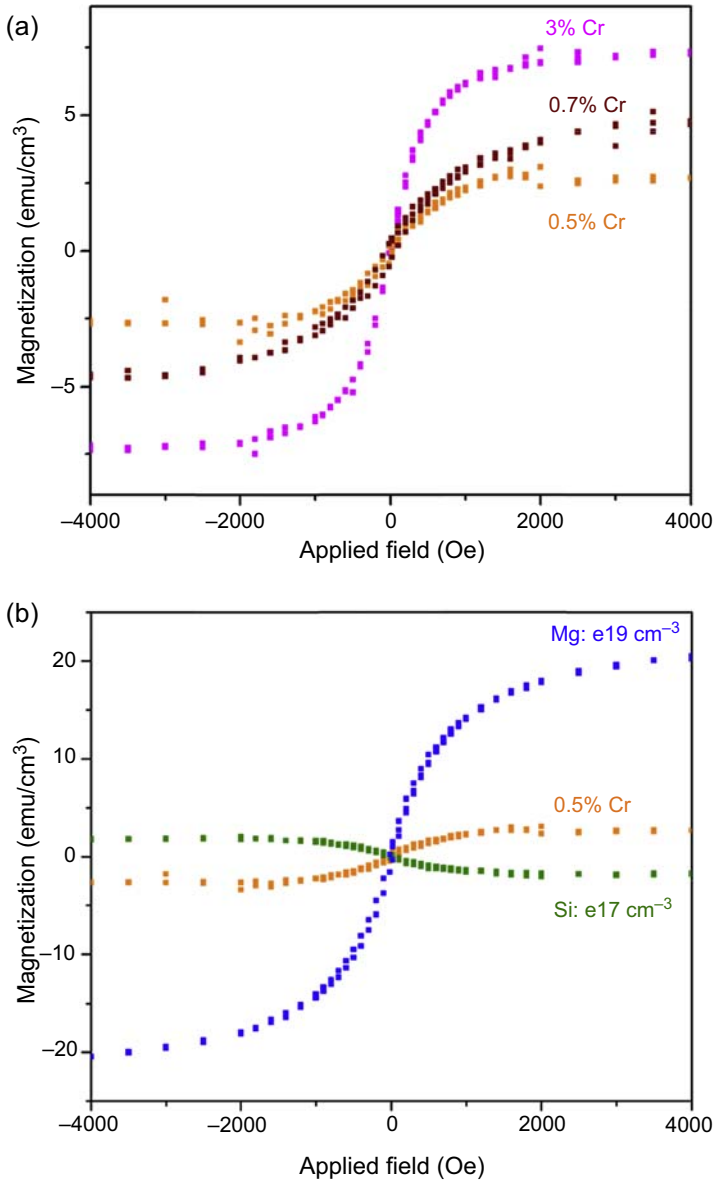 (a)
3% Cr
0.7% Cr
0.5% Cr
5
0
−5
Magnetization (emu/cm³)
−4000 −2000 0 2000 4000
Applied field (Oe)
(b)
Mg: e19 cm⁻³
0.5% Cr
Si: e17 cm⁻³
20
10
0
−10
−20
Magnetization (emu/cm³)
−4000 −2000 0 2000 4000
Applied field (Oe)